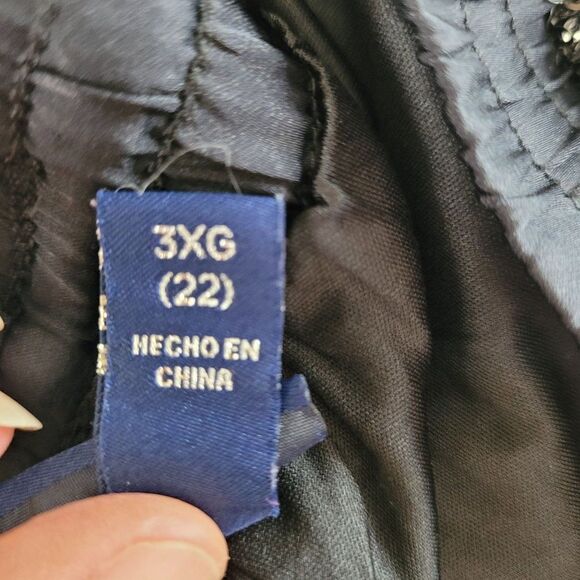 3XG
(22)
HECHO EN
CHINA